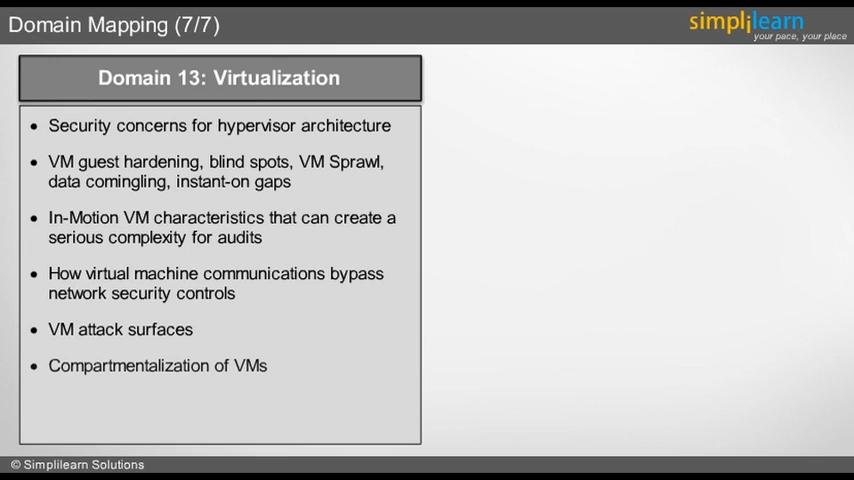 Domain Mapping (7/7)
simplilearn
your pace, your place
Domain 13: Virtualization
• Security concerns for hypervisor architecture
• VM guest hardening, blind spots, VM Sprawl,
data comingling, instant-on gaps
• In-Motion VM characteristics that can create a
serious complexity for audits
• How virtual machine communications bypass
network security controls
• VM attack surfaces
• Compartmentalization of VMs
© Simplilearn Solutions